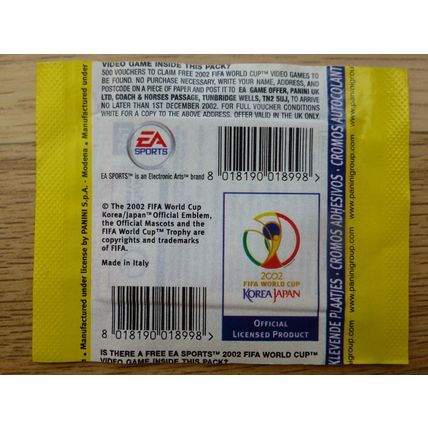 VIDEO GAME INSIDE THIS PACK?
500 VOUCHERS TO CLAIM FREE 2002 FIFA WORLD CUP™ VIDEO GAMES TO
BE FOUND. NO PURCHASE NECESSARY, WRITE YOUR NAME, ADDRESS, AND
POSTCODE ON A PIECE OF PAPER AND POST IT TO EA GAME OFFER, PANINI UK
LTD, COACH & HORSES PASSAGE, TUNBRIDGE WELLS, TN2 5UJ, TO ARRIVE
NO LATER THAN 1ST DECEMBER 2002. FOR FULL VOUCHER CONDITIONS
WRITE FOR A COPY TO THE ABOVE ADDRESS. OFFER VALID IN THE UK ONLY.
EA
SPORTS™
EA SPORTS™ is an Electronic Arts™ brand
8 018190 018998 >
© The 2002 FIFA World Cup
Korea/Japan™ Official Emblem,
the Official Mascots and the
FIFA World Cup™ Trophy are
copyrights and trademarks
of FIFA.
Made in Italy
2002
FIFA WORLD CUP
KOREA JAPAN
OFFICIAL
LICENSED PRODUCT
8 018190 018998 >
IS THERE A FREE EA SPORTS™ 2002 FIFA WORLD CUP™
VIDEO GAME INSIDE THIS PACK?
Manufactured under license by PANINI S.p.A. - Modena • Manufactured under
KLEVENDE PLAATJES · CROMOS ADHESIVOS · CROMOS AUTOCOLANT
www.paninigroup.com · www.paninigroup.com